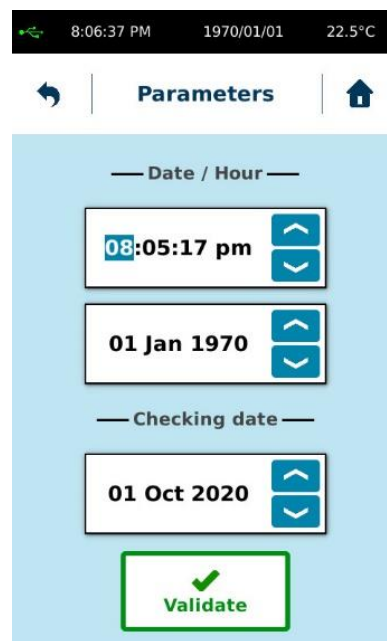 8:06:37 PM 1970/01/01 22.5°C
Parameters
Date / Hour
08:05:17 pm
01 Jan 1970
Checking date
01 Oct 2020
Validate